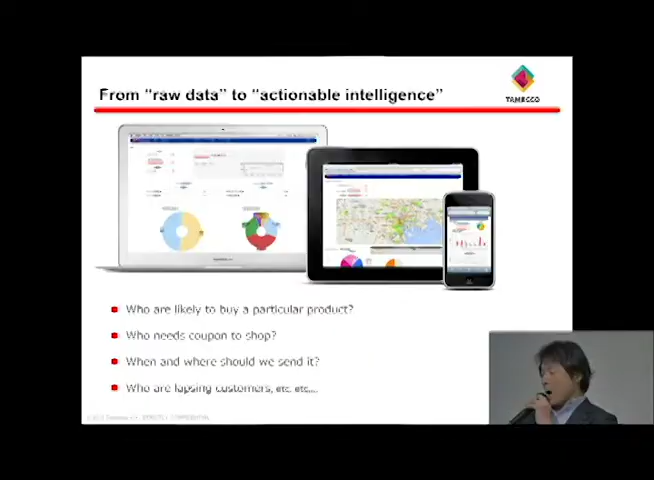 From “raw data” to “actionable intelligence”
TAMECCO
Who are likely to buy a particular product?
Who needs coupon to shop?
When and where should we send it?
Who are lapsing customers, etc, etc...